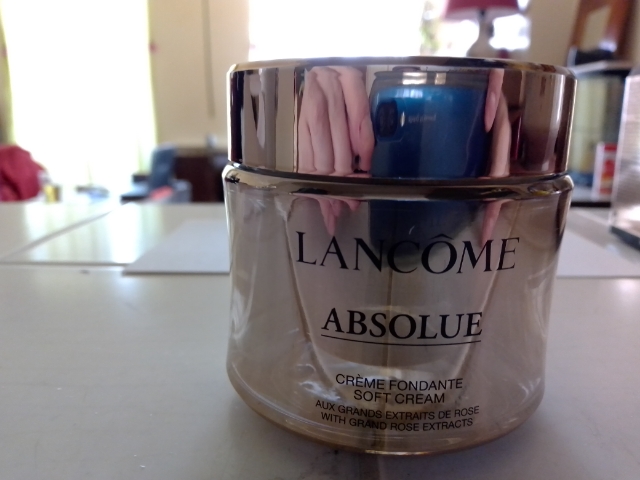 LANCÔME
ABSOLUE
CRÈME FONDANTE
SOFT CREAM
AUX GRANDS EXTRAITS DE ROSE
WITH GRAND ROSE EXTRACTS